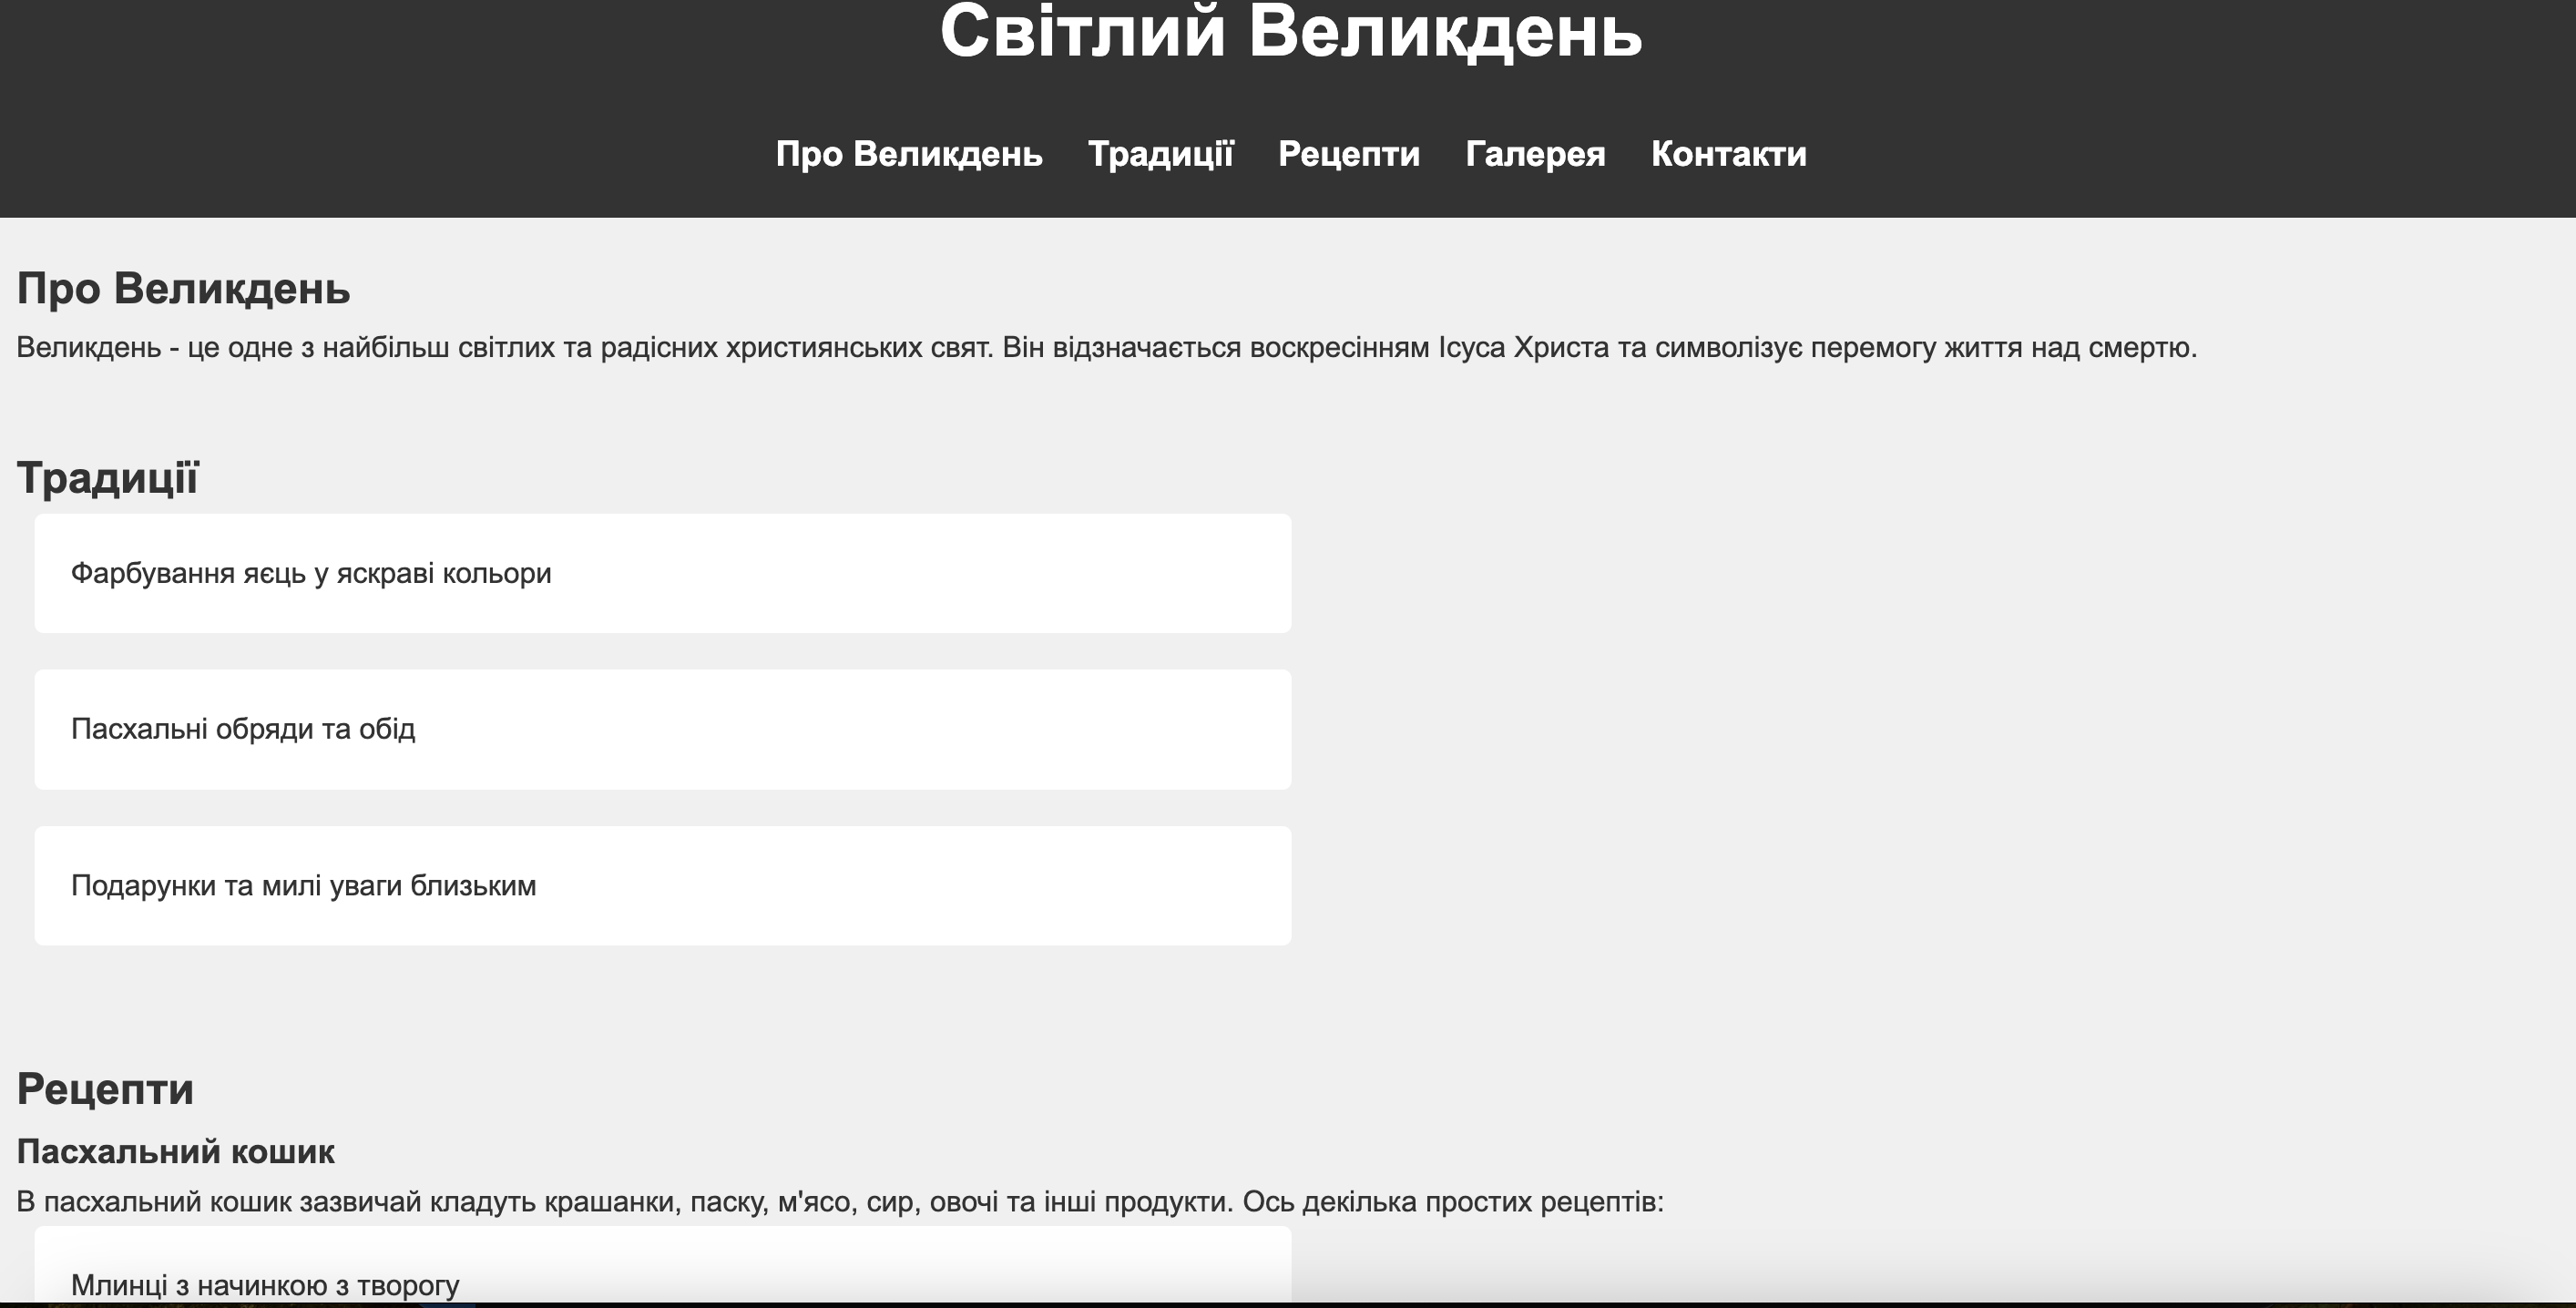 Світлий Великдень
Про Великдень Традиції Рецепти Галерея Контакти
Про Великдень
Великдень - це одне з найбільш світлих та радісних християнських свят. Він відзначається воскресінням Ісуса Христа та символізує перемогу життя над смертю.
Традиції
Фарбування яєць у яскраві кольори
Пасхальні обряди та обід
Подарунки та милі уваги близьким
Рецепти
Пасхальний кошик
В пасхальний кошик зазвичай кладуть крашанки, паску, м'ясо, сир, овочі та інші продукти. Ось декілька простих рецептів:
Млинці з начинкою з творогу